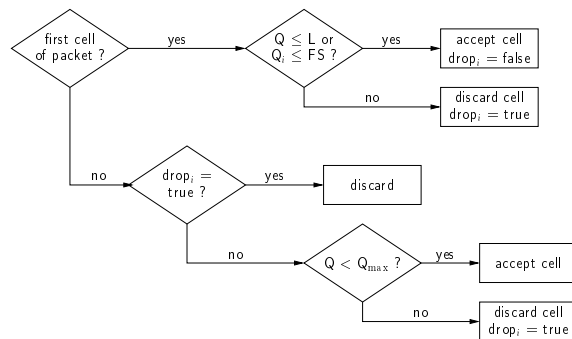 first cell
of packet ?
yes
Q ≤ L or
Qᵢ ≤ FS ?
yes
accept cell
dropᵢ = false
no
discard cell
dropᵢ = true
no
dropᵢ =
true ?
yes
discard
no
Q < Qₘₐₓ ?
yes
accept cell
no
discard cell
dropᵢ = true